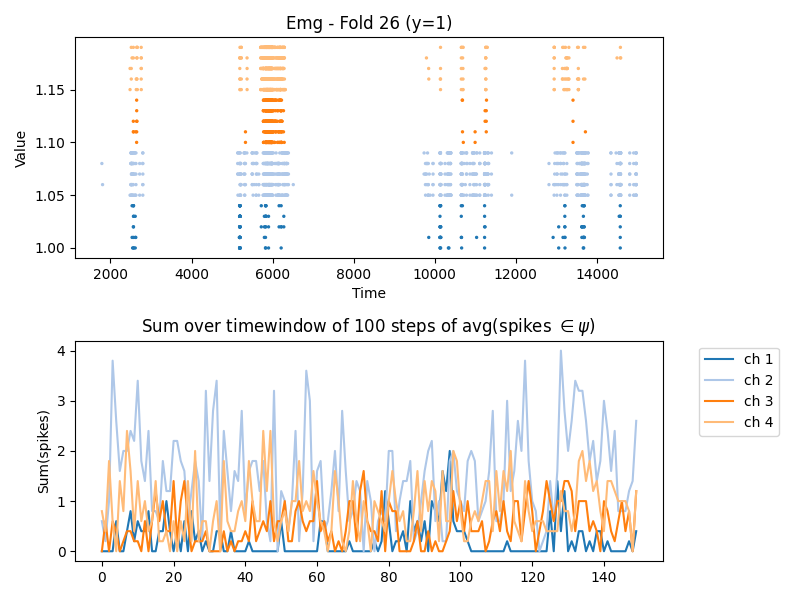 Emg - Fold 26 (y=1)
Value
1.15
1.10
1.05
1.00
2000 4000 6000 8000 10000 12000 14000
Time
Sum over timewindow of 100 steps of avg(spikes ∈ ψ)
Sum(spikes)
4
3
2
1
0
0 20 40 60 80 100 120 140
ch 1
ch 2
ch 3
ch 4